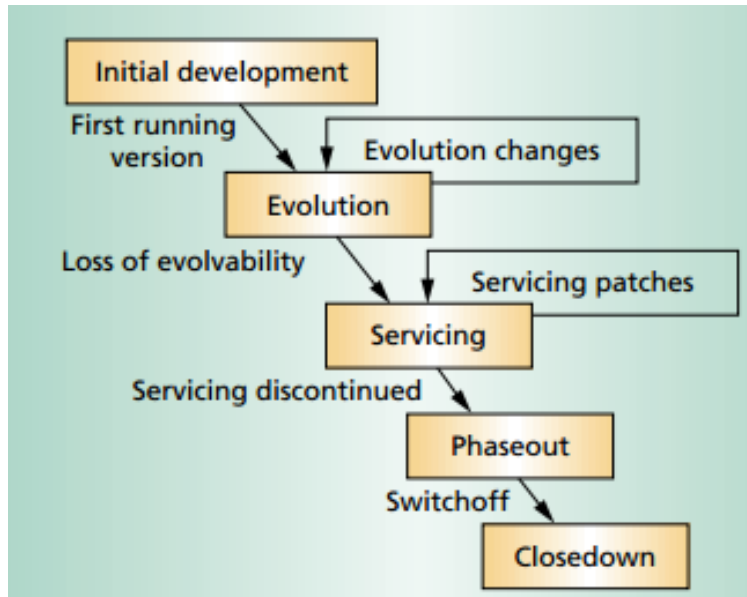 Initial development
First running
version
Evolution changes
Evolution
Loss of evolvability
Servicing patches
Servicing
Servicing discontinued
Phaseout
Switchoff
Closedown